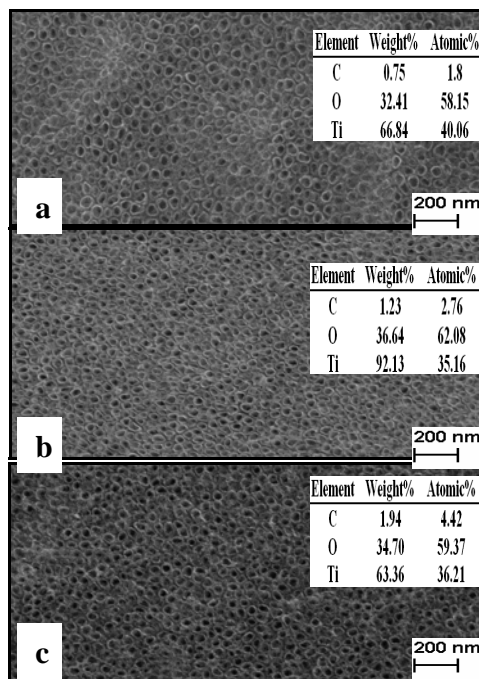 Element Weight% Atomic%
C 0.75 1.8
O 32.41 58.15
Ti 66.84 40.06
a
200 nm
Element Weight% Atomic%
C 1.23 2.76
O 36.64 62.08
Ti 92.13 35.16
b
200 nm
Element Weight% Atomic%
C 1.94 4.42
O 34.70 59.37
Ti 63.36 36.21
c
200 nm